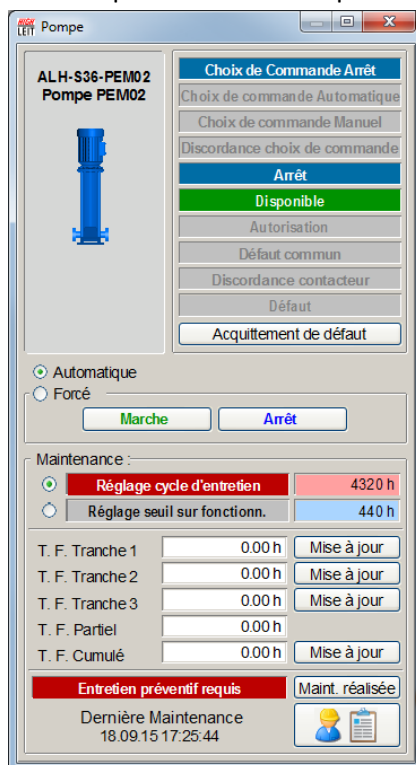 HIGH
LEIT
Pompe
ALH-S36-PEM02
Pompe PEM02
Choix de Commande Arrêt
Choix de commande Automatique
Choix de commande Manuel
Discordance choix de commande
Arrêt
Disponible
Autorisation
Défaut commun
Discordance contacteur
Défaut
Acquittement de défaut
Automatique
Forcé
Marche Arrêt
Maintenance :
Réglage cycle d'entretien 4320 h
Réglage seuil sur fonctionn. 440 h
T. F. Tranche 1 0.00 h Mise à jour
T. F. Tranche 2 0.00 h Mise à jour
T. F. Tranche 3 0.00 h Mise à jour
T. F. Partiel 0.00 h
T. F. Cumulé 0.00 h Mise à jour
Entretien préventif requis Maint. réalisée
Dernière Maintenance
18.09.15 17:25:44